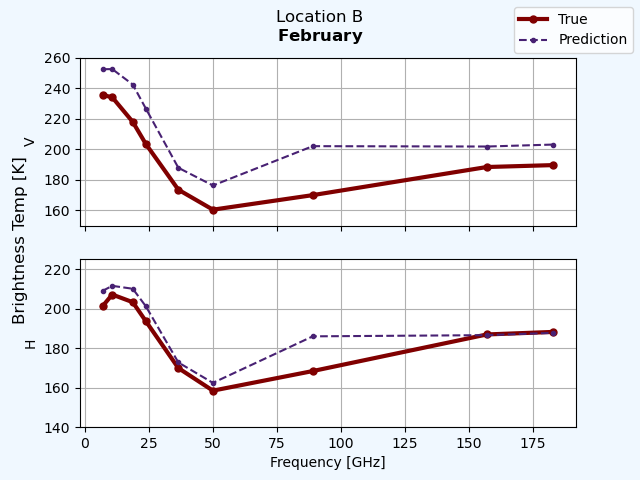 Location B
February
True
Prediction
Brightness Temp [K]
V
260
240
220
200
180
160
H
220
200
180
160
140
0
25
50
75
100
125
150
175
Frequency [GHz]